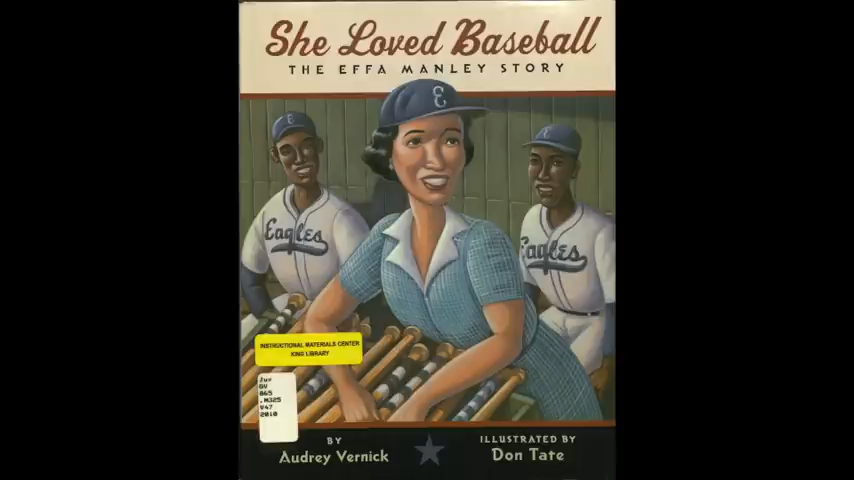 She Loved Baseball
THE EFFA MANLEY STORY
E
E
Eagles
Eagles
INSTRUCTIONAL MATERIALS CENTER
KING LIBRARY
Juv
GV
865
.M325
V47
2010
BY
Audrey Vernick
ILLUSTRATED BY
Don Tate